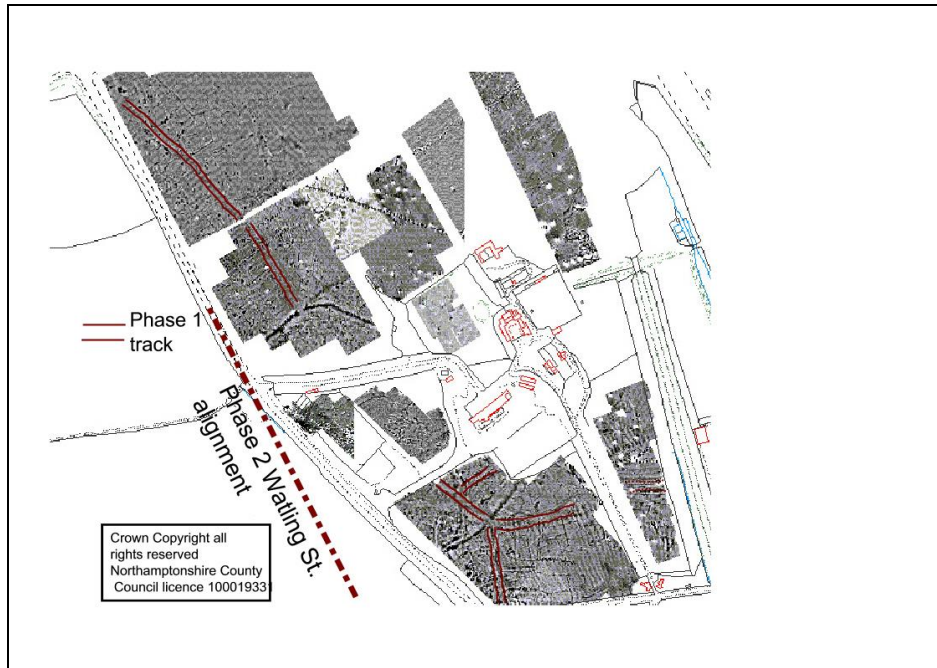 Phase 1
track
Phase 2 Watling St.
alignment
Crown Copyright all
rights reserved
Northamptonshire County
Council licence 100019331